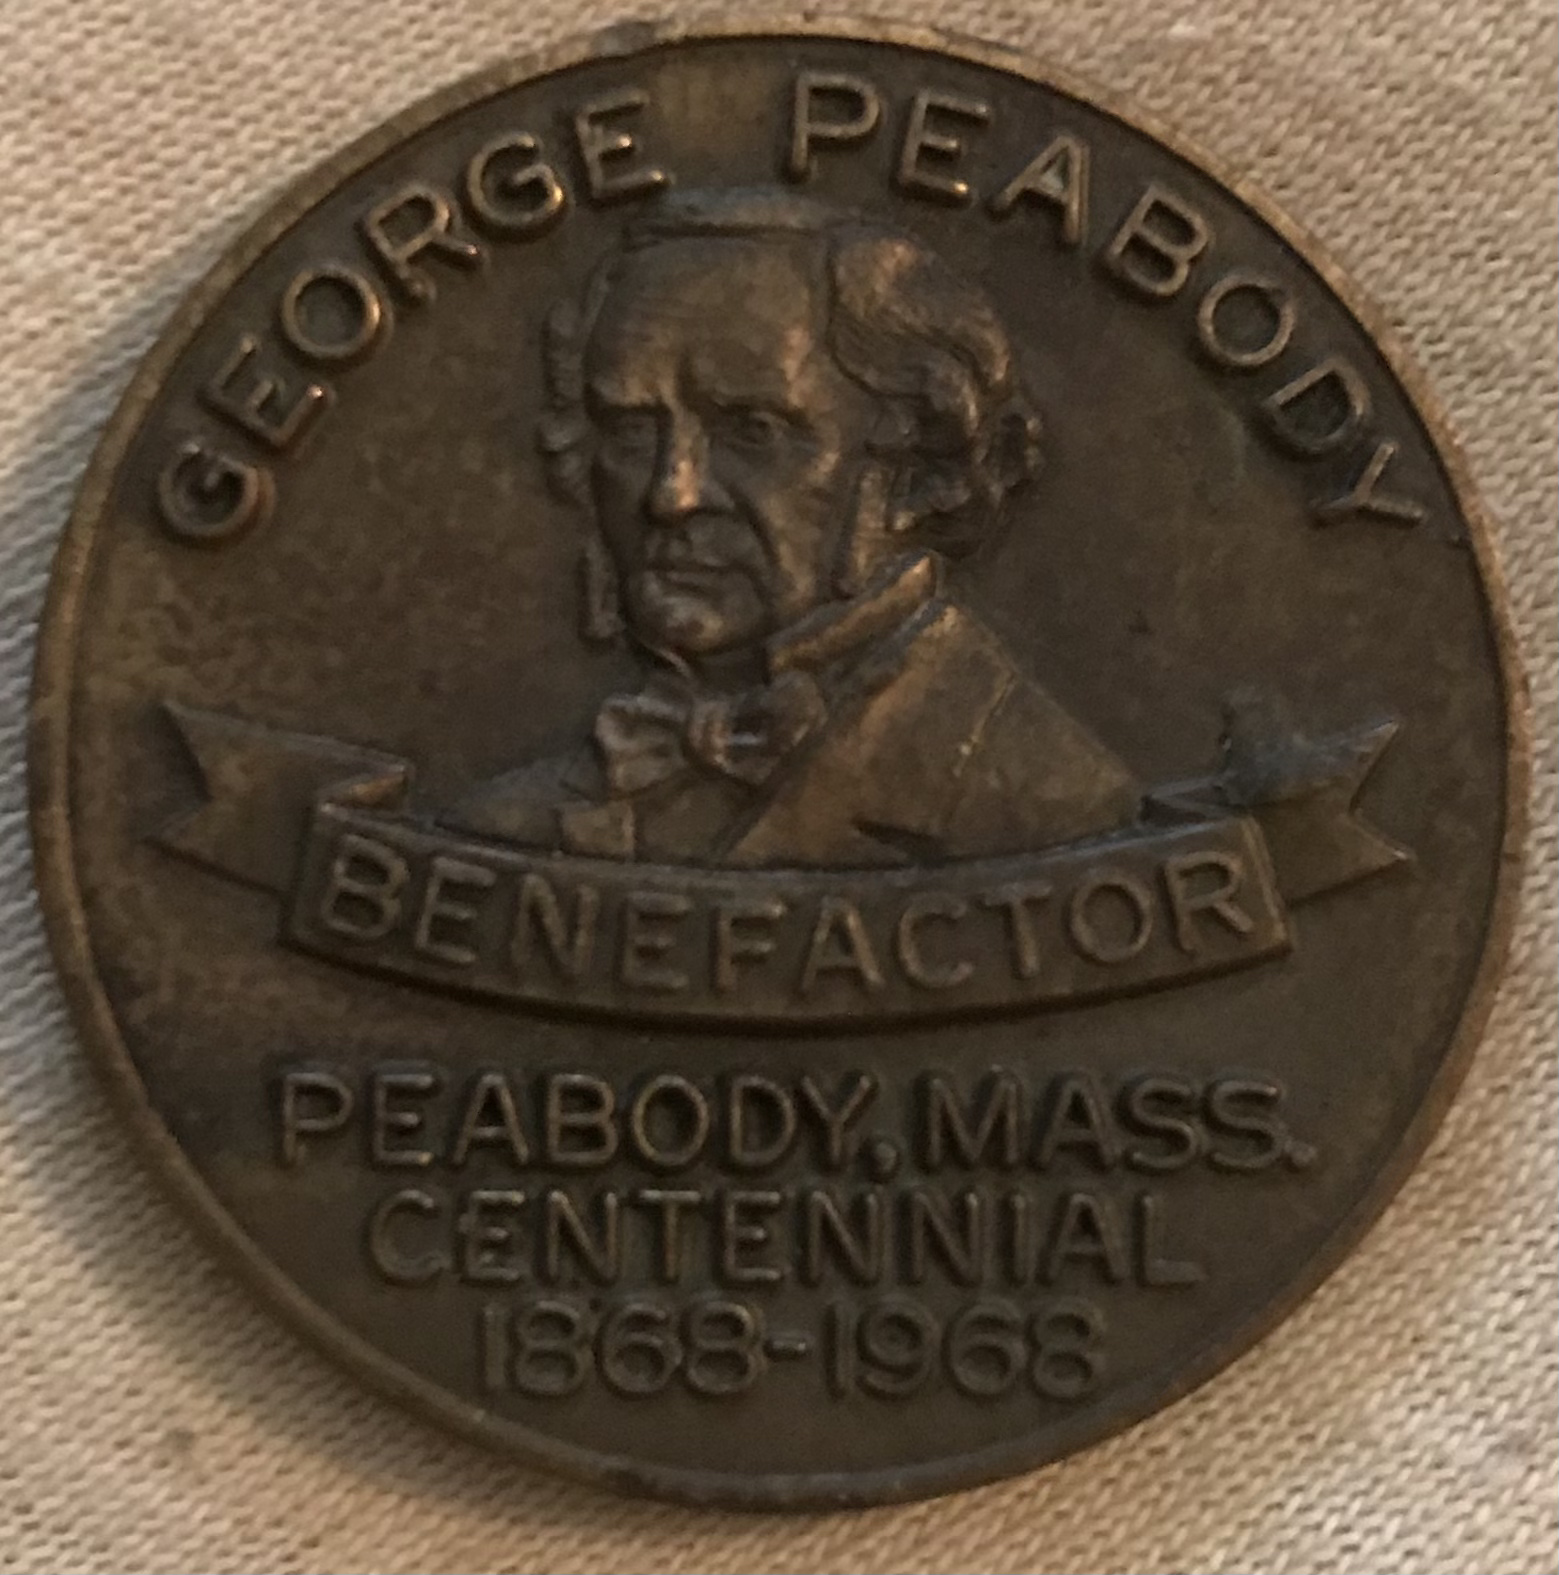 GEORGE PEABODY
BENEFACTOR
PEABODY, MASS.
CENTENNIAL
1868-1968